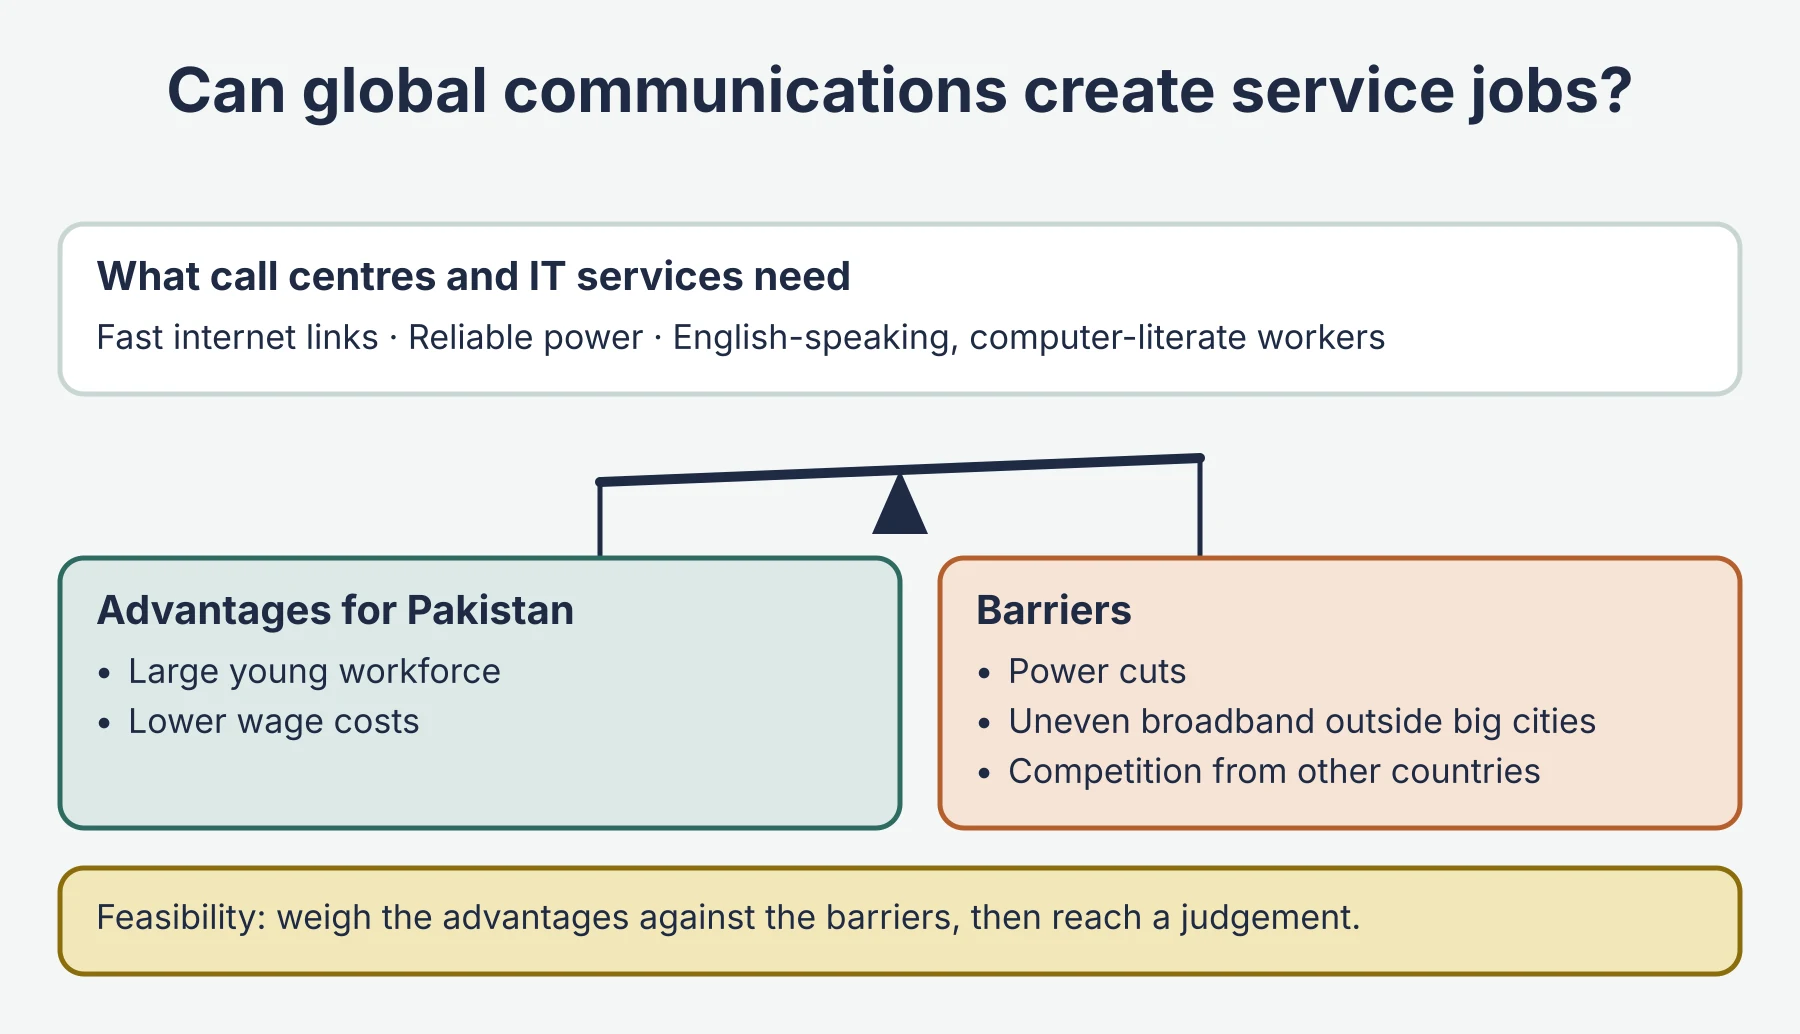 Can global communications create service jobs?
What call centres and IT services need
Fast internet links · Reliable power · English-speaking, computer-literate workers
Advantages for Pakistan
• Large young workforce
• Lower wage costs
Barriers
• Power cuts
• Uneven broadband outside big cities
• Competition from other countries
Feasibility: weigh the advantages against the barriers, then reach a judgement.